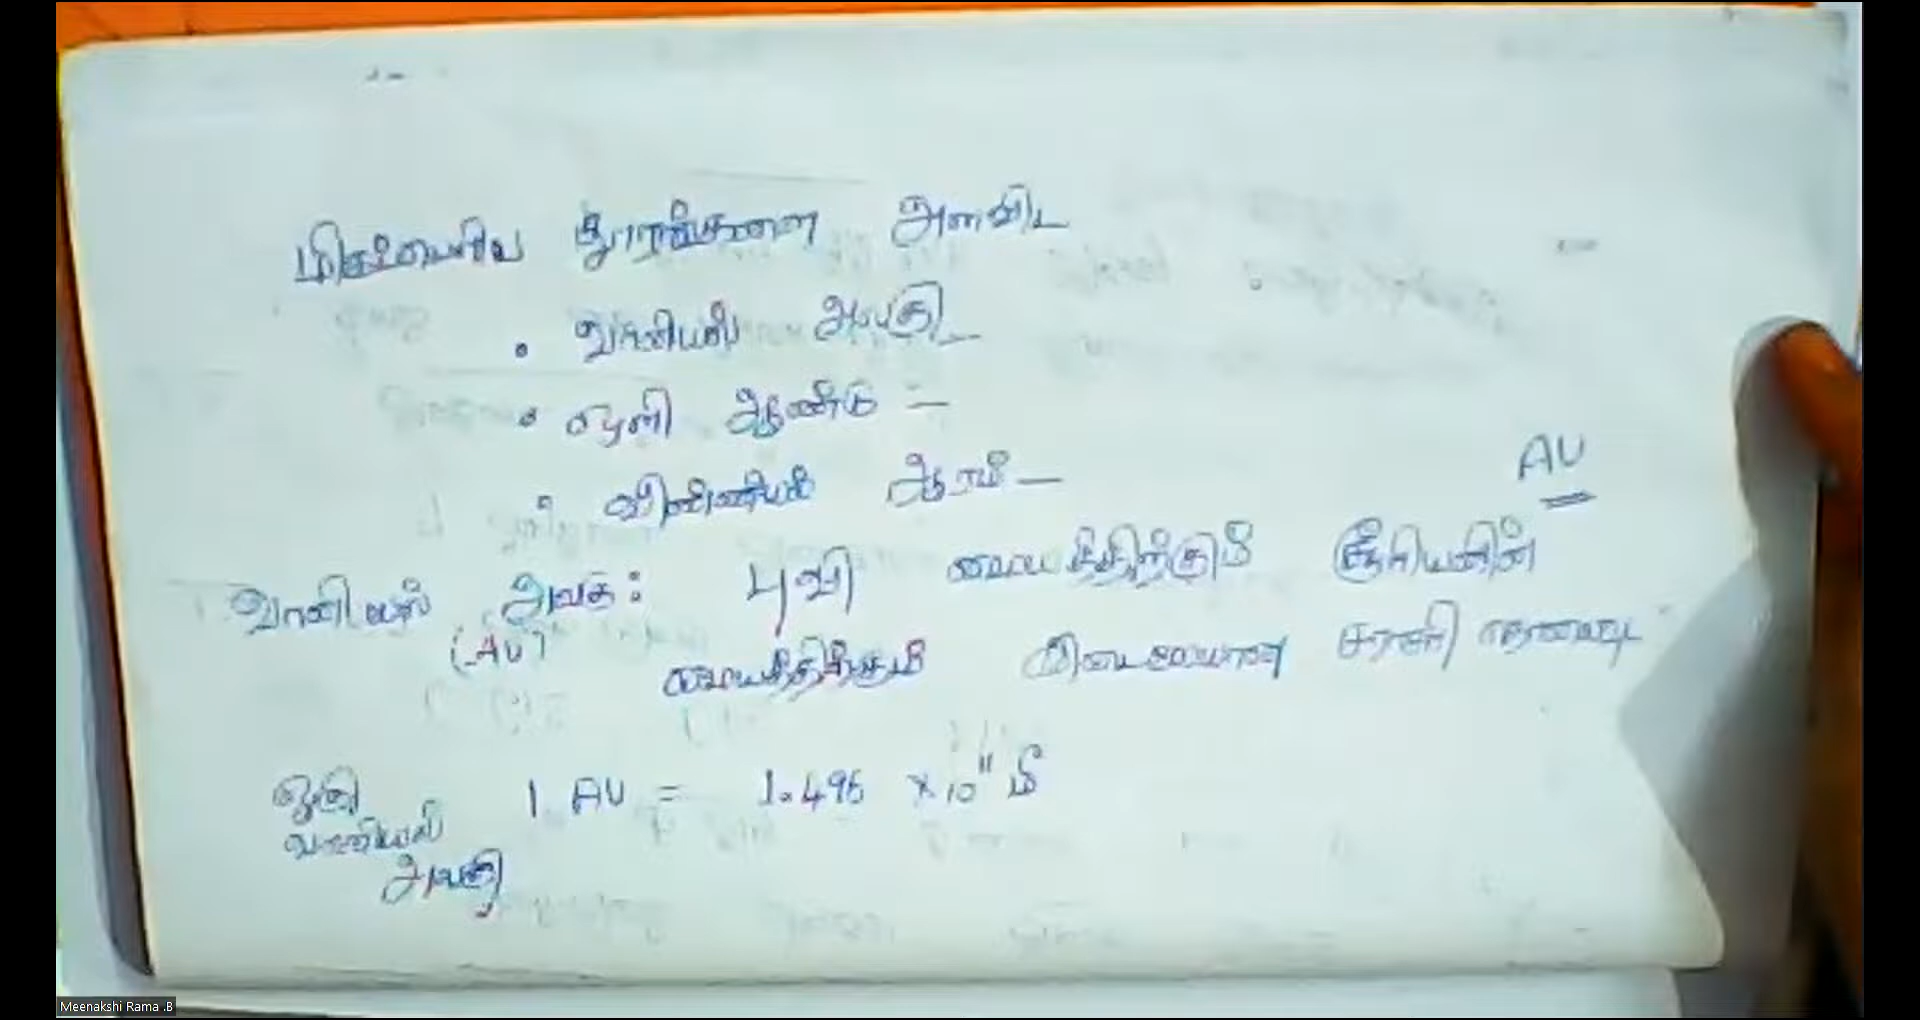 மிகப்பெரிய தூரங்களை அளவிட
• வானியல் அலகு –
• ஒளி ஆண்டு –
• விண்ணியல் ஆரம் –
AU
வானியல் அலகு : புவி மையத்திற்கும் சூரியனின்
(AU) மையத்திற்கும் இடையேயான சராசரி தொலைவு
ஒரு 1 AU = 1.496 × 10¹¹ மீ
வானியல்
அலகு
Meenakshi Rama .B